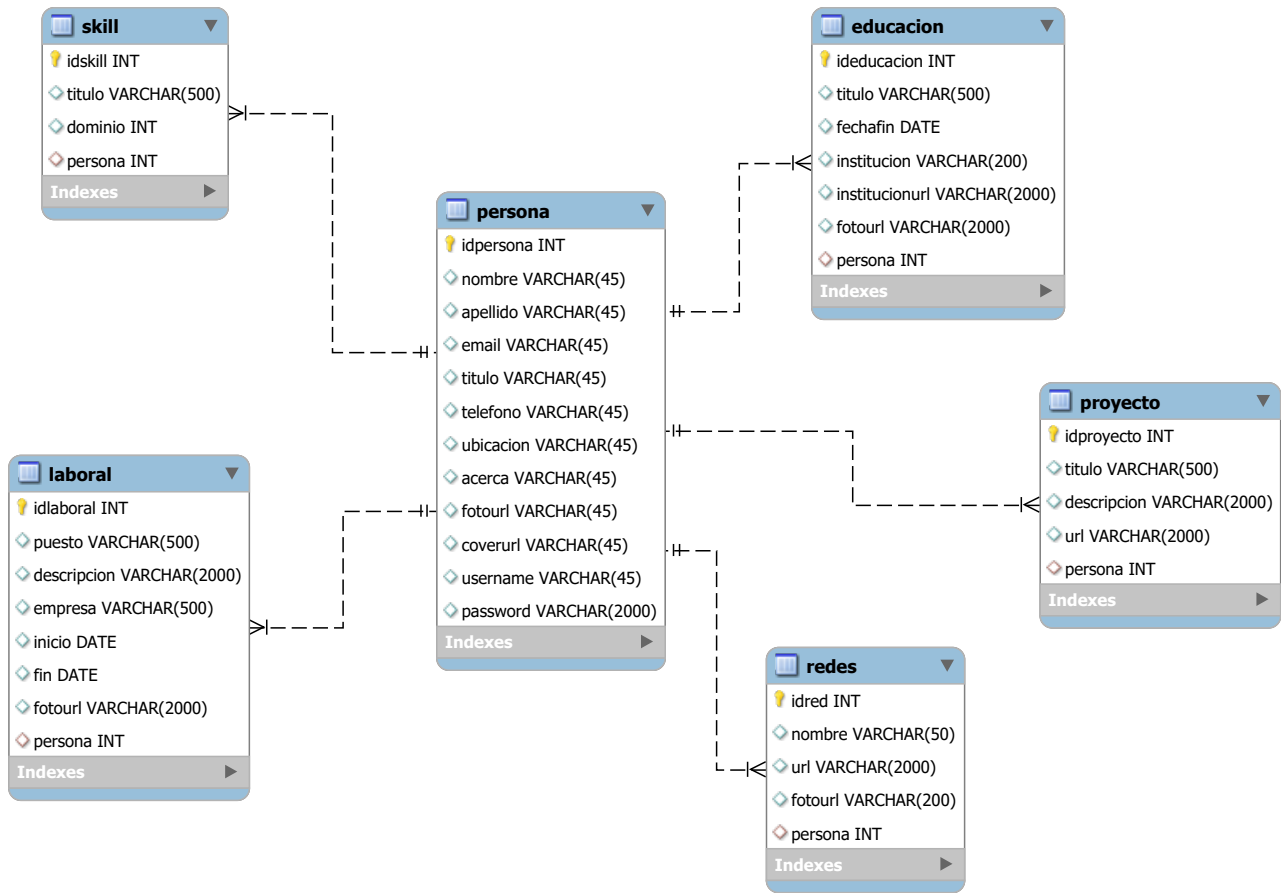 skill
idskill INT
titulo VARCHAR(500)
dominio INT
persona INT
Indexes
educacion
ideducacion INT
titulo VARCHAR(500)
fechafin DATE
institucion VARCHAR(200)
institucionurl VARCHAR(2000)
fotourl VARCHAR(2000)
persona INT
Indexes
persona
idpersona INT
nombre VARCHAR(45)
apellido VARCHAR(45)
email VARCHAR(45)
titulo VARCHAR(45)
telefono VARCHAR(45)
ubicacion VARCHAR(45)
acerca VARCHAR(45)
fotourl VARCHAR(45)
coverurl VARCHAR(45)
username VARCHAR(45)
password VARCHAR(2000)
Indexes
proyecto
idproyecto INT
titulo VARCHAR(500)
descripcion VARCHAR(2000)
url VARCHAR(2000)
persona INT
Indexes
laboral
idlaboral INT
puesto VARCHAR(500)
descripcion VARCHAR(2000)
empresa VARCHAR(500)
inicio DATE
fin DATE
fotourl VARCHAR(2000)
persona INT
Indexes
redes
idred INT
nombre VARCHAR(50)
url VARCHAR(2000)
fotourl VARCHAR(200)
persona INT
Indexes